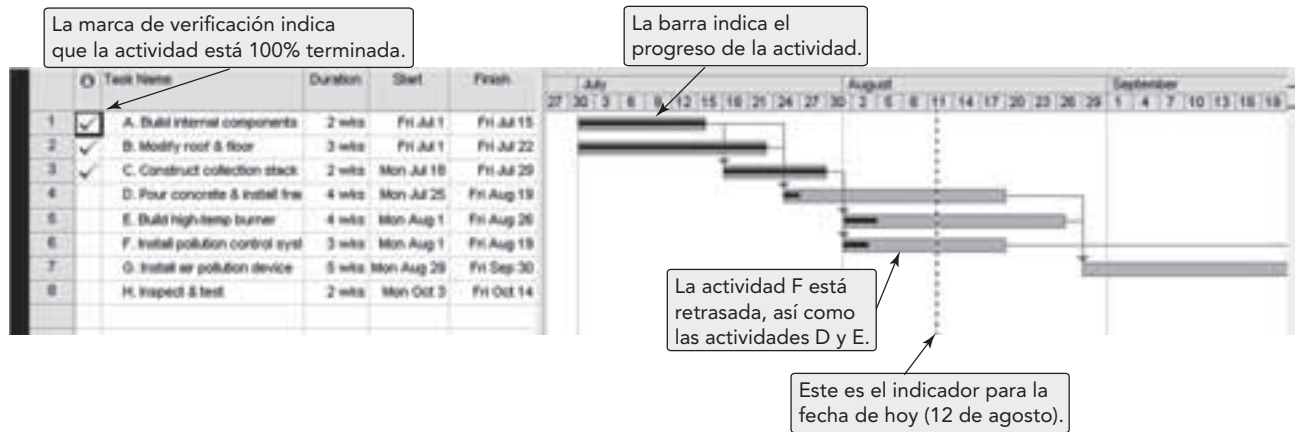 La marca de verificación indica
que la actividad está 100% terminada.
La barra indica el
progreso de la actividad.
Task Name Duration Start Finish
July August September
27 30 3 6 9 12 15 18 21 24 27 30 2 5 8 11 14 17 20 23 26 29 1 4 7 10 13 16 19
1 A. Build internal components 2 wks Fri Jul 1 Fri Jul 15
2 B. Modify roof & floor 3 wks Fri Jul 1 Fri Jul 22
3 C. Construct collection stack 2 wks Mon Jul 18 Fri Jul 29
4 D. Pour concrete & install frar 4 wks Mon Jul 25 Fri Aug 19
5 E. Build high-temp burner 4 wks Mon Aug 1 Fri Aug 26
6 F. Install pollution control syst 3 wks Mon Aug 1 Fri Aug 19
7 G. Install air pollution device 5 wks Mon Aug 29 Fri Sep 30
8 H. Inspect & test 2 wks Mon Oct 3 Fri Oct 14
La actividad F está
retrasada, así como
las actividades D y E.
Este es el indicador para la
fecha de hoy (12 de agosto).